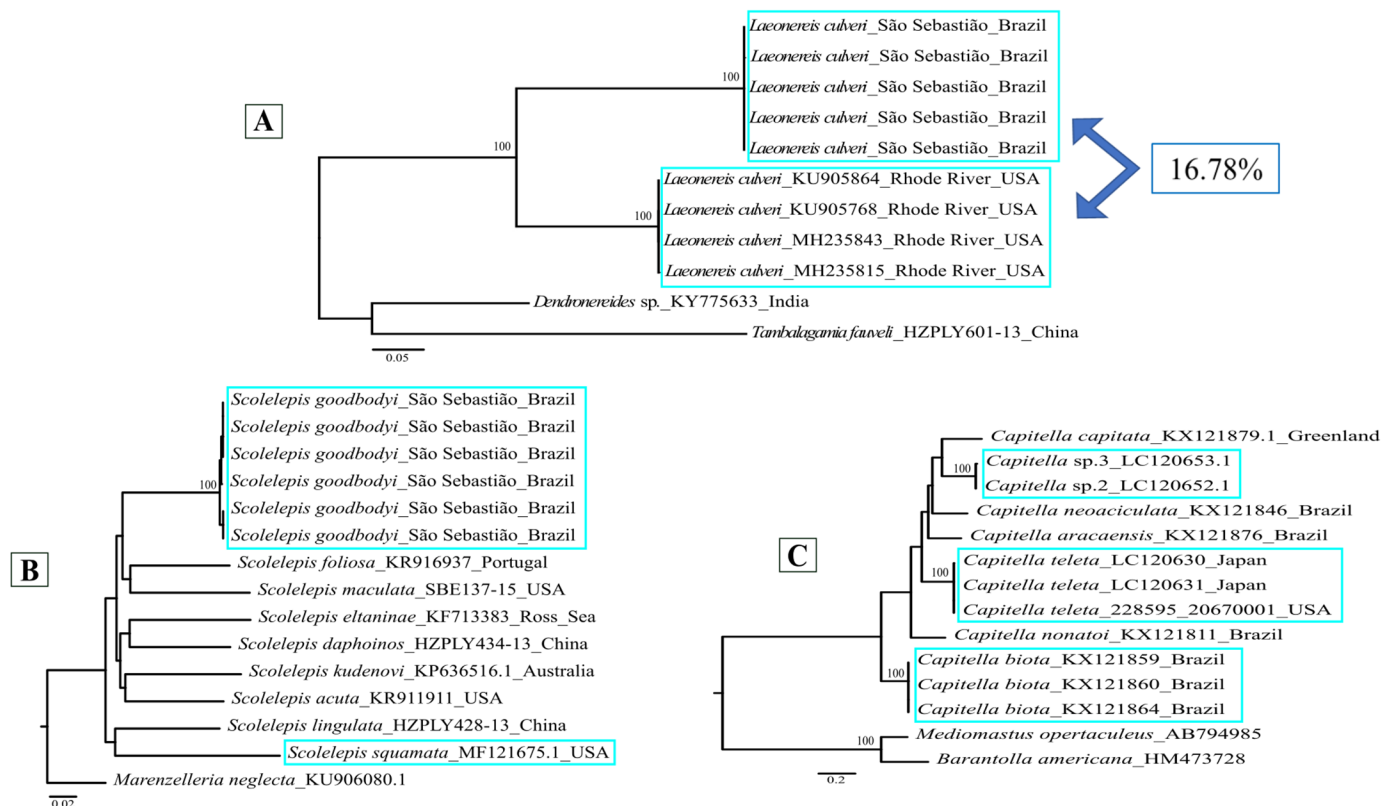 A
Laeonereis culveri_São Sebastião_Brazil
Laeonereis culveri_São Sebastião_Brazil
Laeonereis culveri_São Sebastião_Brazil
Laeonereis culveri_São Sebastião_Brazil
Laeonereis culveri_São Sebastião_Brazil
100
100
100
Laeonereis culveri_KU905864_Rhode River_USA
Laeonereis culveri_KU905768_Rhode River_USA
Laeonereis culveri_MH235843_Rhode River_USA
Laeonereis culveri_MH235815_Rhode River_USA
16.78%
Dendronereides sp._KY775633_India
Tambalagamia fauveli_HZPLY601-13_China
0.05
B
Scolelepis goodbodyi_São Sebastião_Brazil
Scolelepis goodbodyi_São Sebastião_Brazil
Scolelepis goodbodyi_São Sebastião_Brazil
Scolelepis goodbodyi_São Sebastião_Brazil
Scolelepis goodbodyi_São Sebastião_Brazil
Scolelepis goodbodyi_São Sebastião_Brazil
100
Scolelepis foliosa_KR916937_Portugal
Scolelepis maculata_SBE137-15_USA
Scolelepis eltaninae_KF713383_Ross_Sea
Scolelepis daphoinos_HZPLY434-13_China
Scolelepis kudenovi_KP636516.1_Australia
Scolelepis acuta_KR911911_USA
Scolelepis lingulata_HZPLY428-13_China
Scolelepis squamata_MF121675.1_USA
Marenzelleria neglecta_KU906080.1
0.02
C
Capitella capitata_KX121879.1_Greenland
100
Capitella sp.3_LC120653.1
Capitella sp.2_LC120652.1
Capitella neoaciculata_KX121846_Brazil
Capitella aracaensis_KX121876_Brazil
100
Capitella teleta_LC120630_Japan
Capitella teleta_LC120631_Japan
Capitella teleta_228595_20670001_USA
Capitella nonatoi_KX121811_Brazil
100
Capitella biota_KX121859_Brazil
Capitella biota_KX121860_Brazil
Capitella biota_KX121864_Brazil
100
Mediomastus opertaculeus_AB794985
Barantolla americana_HM473728
0.2